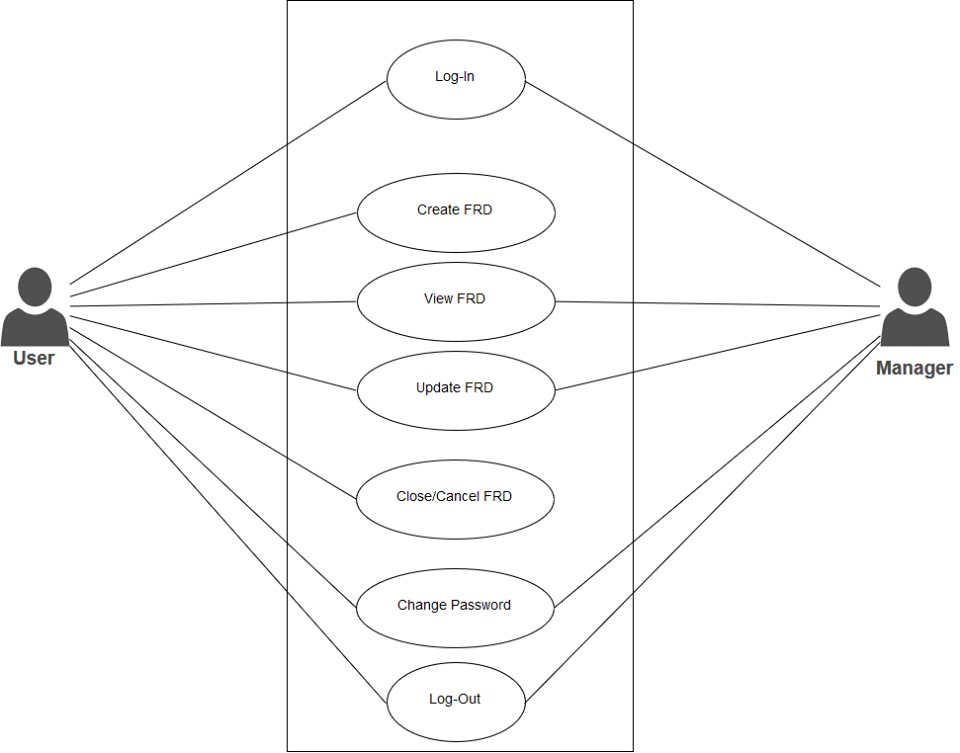 Log-In
Create FRD
View FRD
User
Manager
Update FRD
Close/Cancel FRD
Change Password
Log-Out